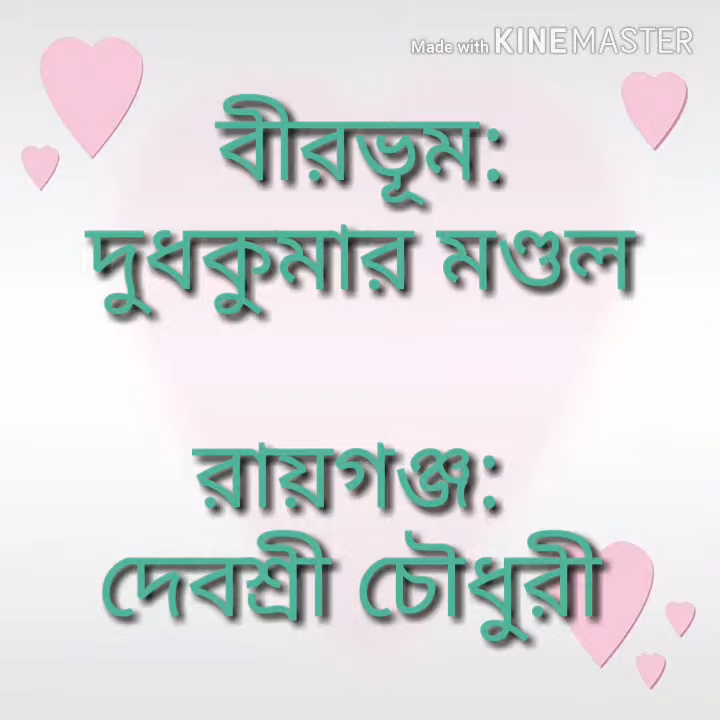 Made with KINEMASTER
বীরভূম:
দুধকুমার মণ্ডল
রায়গঞ্জ:
দেবশ্রী চৌধুরী